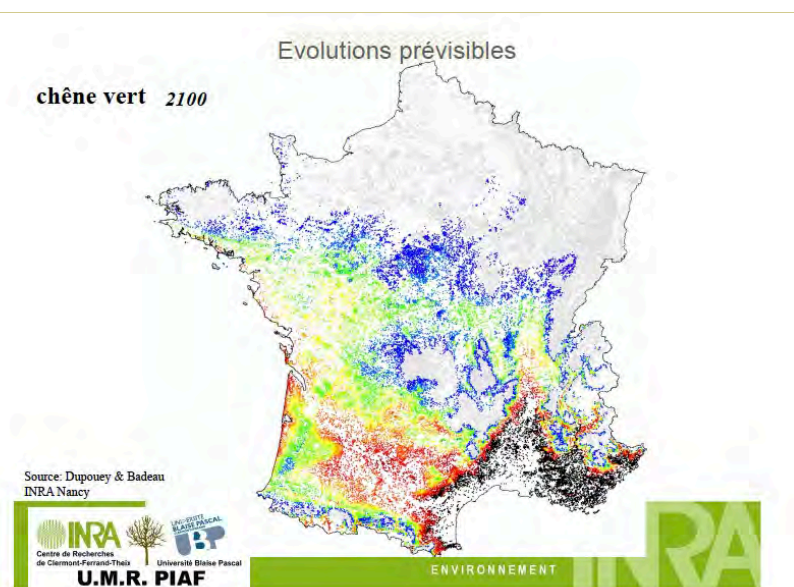 Evolutions prévisibles
chêne vert 2100
Source: Dupouey & Badeau
INRA Nancy
INRA
Centre de Recherches
de Clermont-Ferrand-Theix
UNIVERSITÉ
BLAISE PASCAL
UBP
Université Blaise Pascal
U.M.R. PIAF
ENVIRONNEMENT
INRA